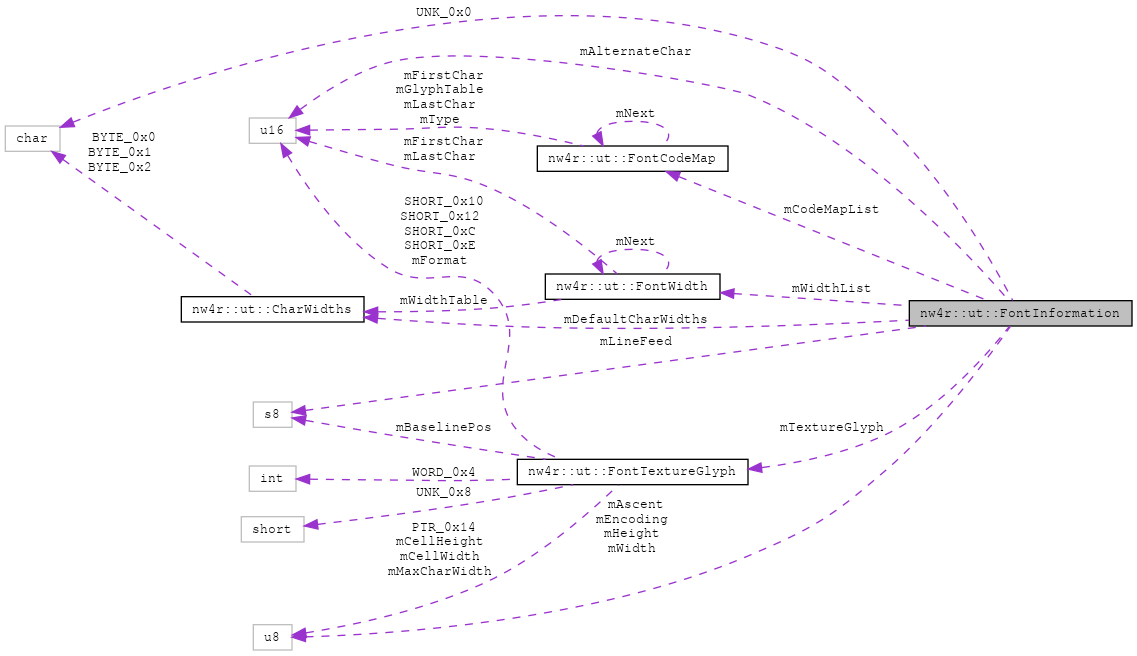 UNK_0x0
mAlternateChar
mFirstChar
mGlyphTable
mLastChar
mType
mNext
u16
char
BYTE_0x0
BYTE_0x1
BYTE_0x2
mFirstChar
mLastChar
nw4r::ut::FontCodeMap
SHORT_0x10
SHORT_0x12
SHORT_0xC
SHORT_0xE
mFormat
mCodeMapList
mNext
nw4r::ut::FontWidth
mWidthList
nw4r::ut::CharWidths
mWidthTable
mDefaultCharWidths
nw4r::ut::FontInformation
mLineFeed
s8
mBaselinePos
mTextureGlyph
int
WORD_0x4
nw4r::ut::FontTextureGlyph
UNK_0x8
short
mAscent
mEncoding
mHeight
mWidth
PTR_0x14
mCellHeight
mCellWidth
mMaxCharWidth
u8